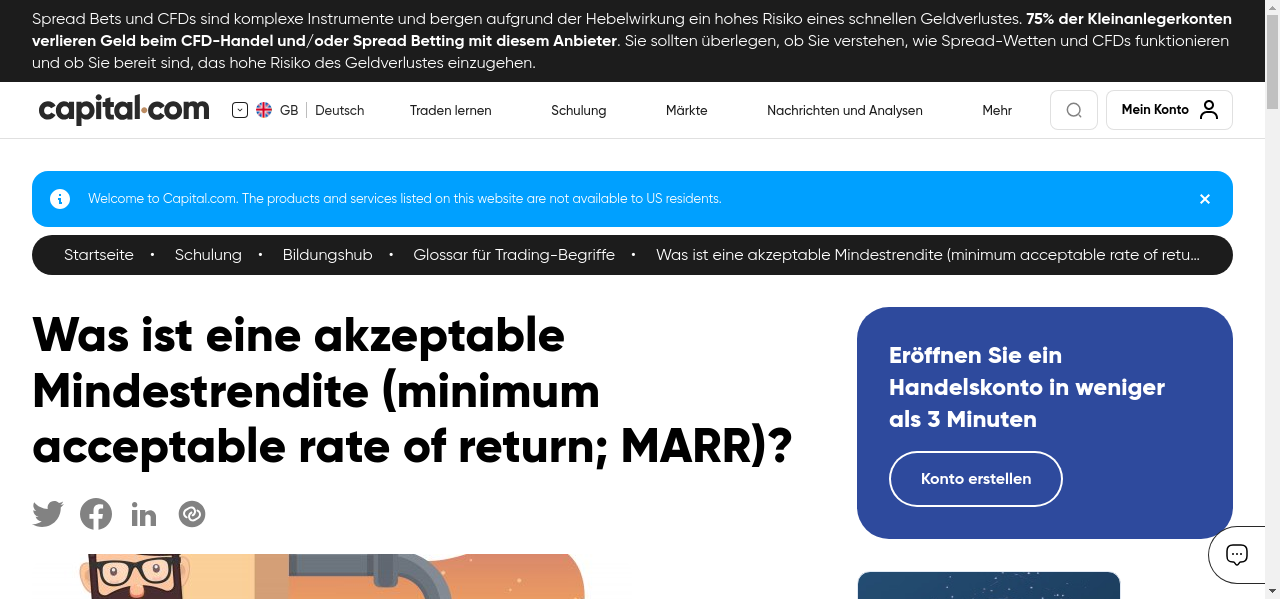 Spread Bets und CFDs sind komplexe Instrumente und bergen aufgrund der Hebelwirkung ein hohes Risiko eines schnellen Geldverlustes. 75% der Kleinanlegerkonten
verlieren Geld beim CFD-Handel und/oder Spread Betting mit diesem Anbieter. Sie sollten überlegen, ob Sie verstehen, wie Spread-Wetten und CFDs funktionieren
und ob Sie bereit sind, das hohe Risiko des Geldverlustes einzugehen.
capital.com GB Deutsch Traden lernen Schulung Märkte Nachrichten und Analysen Mehr Mein Konto
Welcome to Capital.com. The products and services listed on this website are not available to US residents.
Startseite • Schulung • Bildungshub • Glossar für Trading-Begriffe • Was ist eine akzeptable Mindestrendite (minimum acceptable rate of retu...
Was ist eine akzeptable
Mindestrendite (minimum
acceptable rate of return; MARR)?
Eröffnen Sie ein
Handelskonto in weniger
als 3 Minuten
Konto erstellen